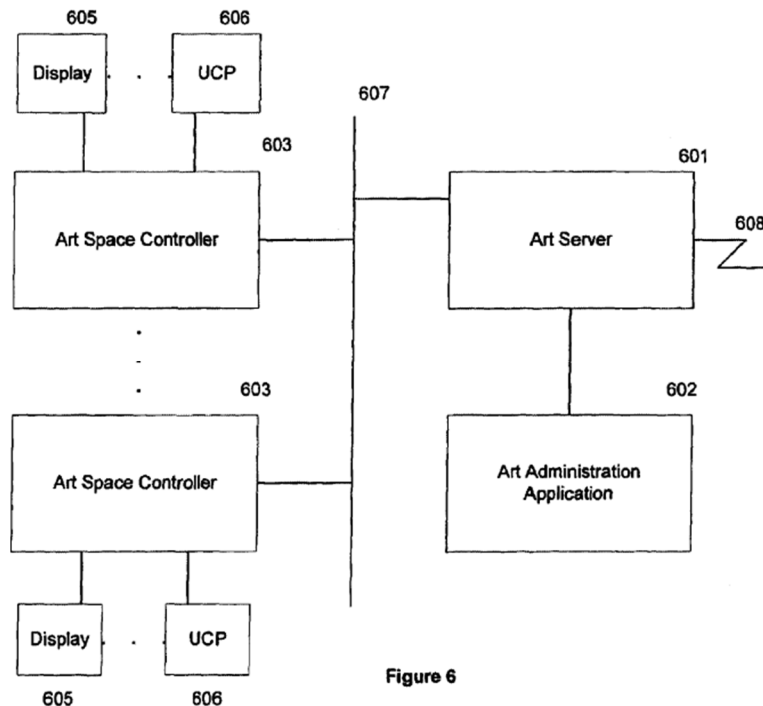 605
606
Display
UCP
607
603
601
Art Space Controller
Art Server
608
603
602
Art Space Controller
Art Administration
Application
Display
UCP
605
606
Figure 6